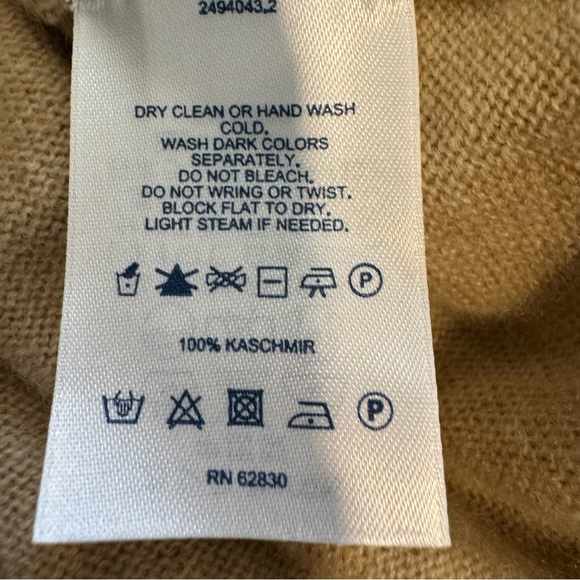 2494043.2
DRY CLEAN OR HAND WASH
COLD.
WASH DARK COLORS
SEPARATELY.
DO NOT BLEACH.
DO NOT WRING OR TWIST.
BLOCK FLAT TO DRY.
LIGHT STEAM IF NEEDED.
P
100% KASCHMIR
P
RN 62830